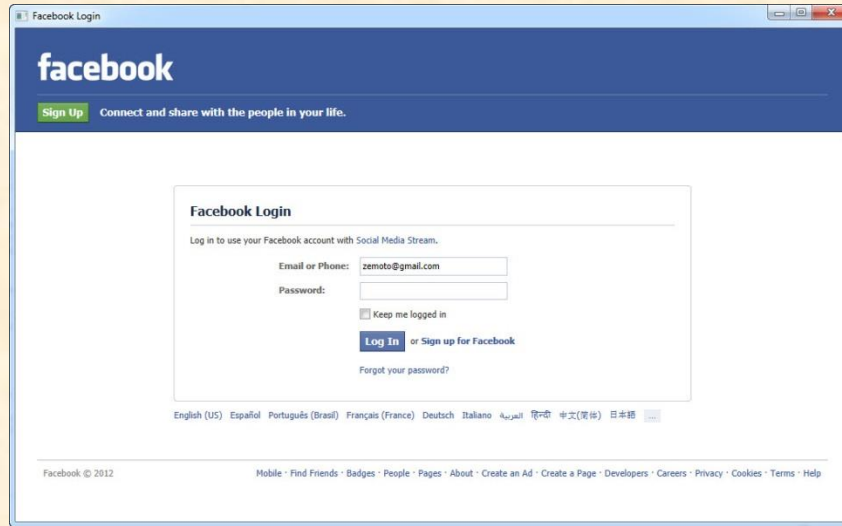 Facebook Login
facebook
Sign Up Connect and share with the people in your life.
Facebook Login
Log in to use your Facebook account with Social Media Stream.
Email or Phone: zemoto@gmail.com
Password:
Keep me logged in
Log In or Sign up for Facebook
Forgot your password?
English (US) Español Português (Brasil) Français (France) Deutsch Italiano العربية हिन्दी 中文(简体) 日本語 ...
Facebook © 2012 Mobile · Find Friends · Badges · People · Pages · About · Create an Ad · Create a Page · Developers · Careers · Privacy · Cookies · Terms · Help